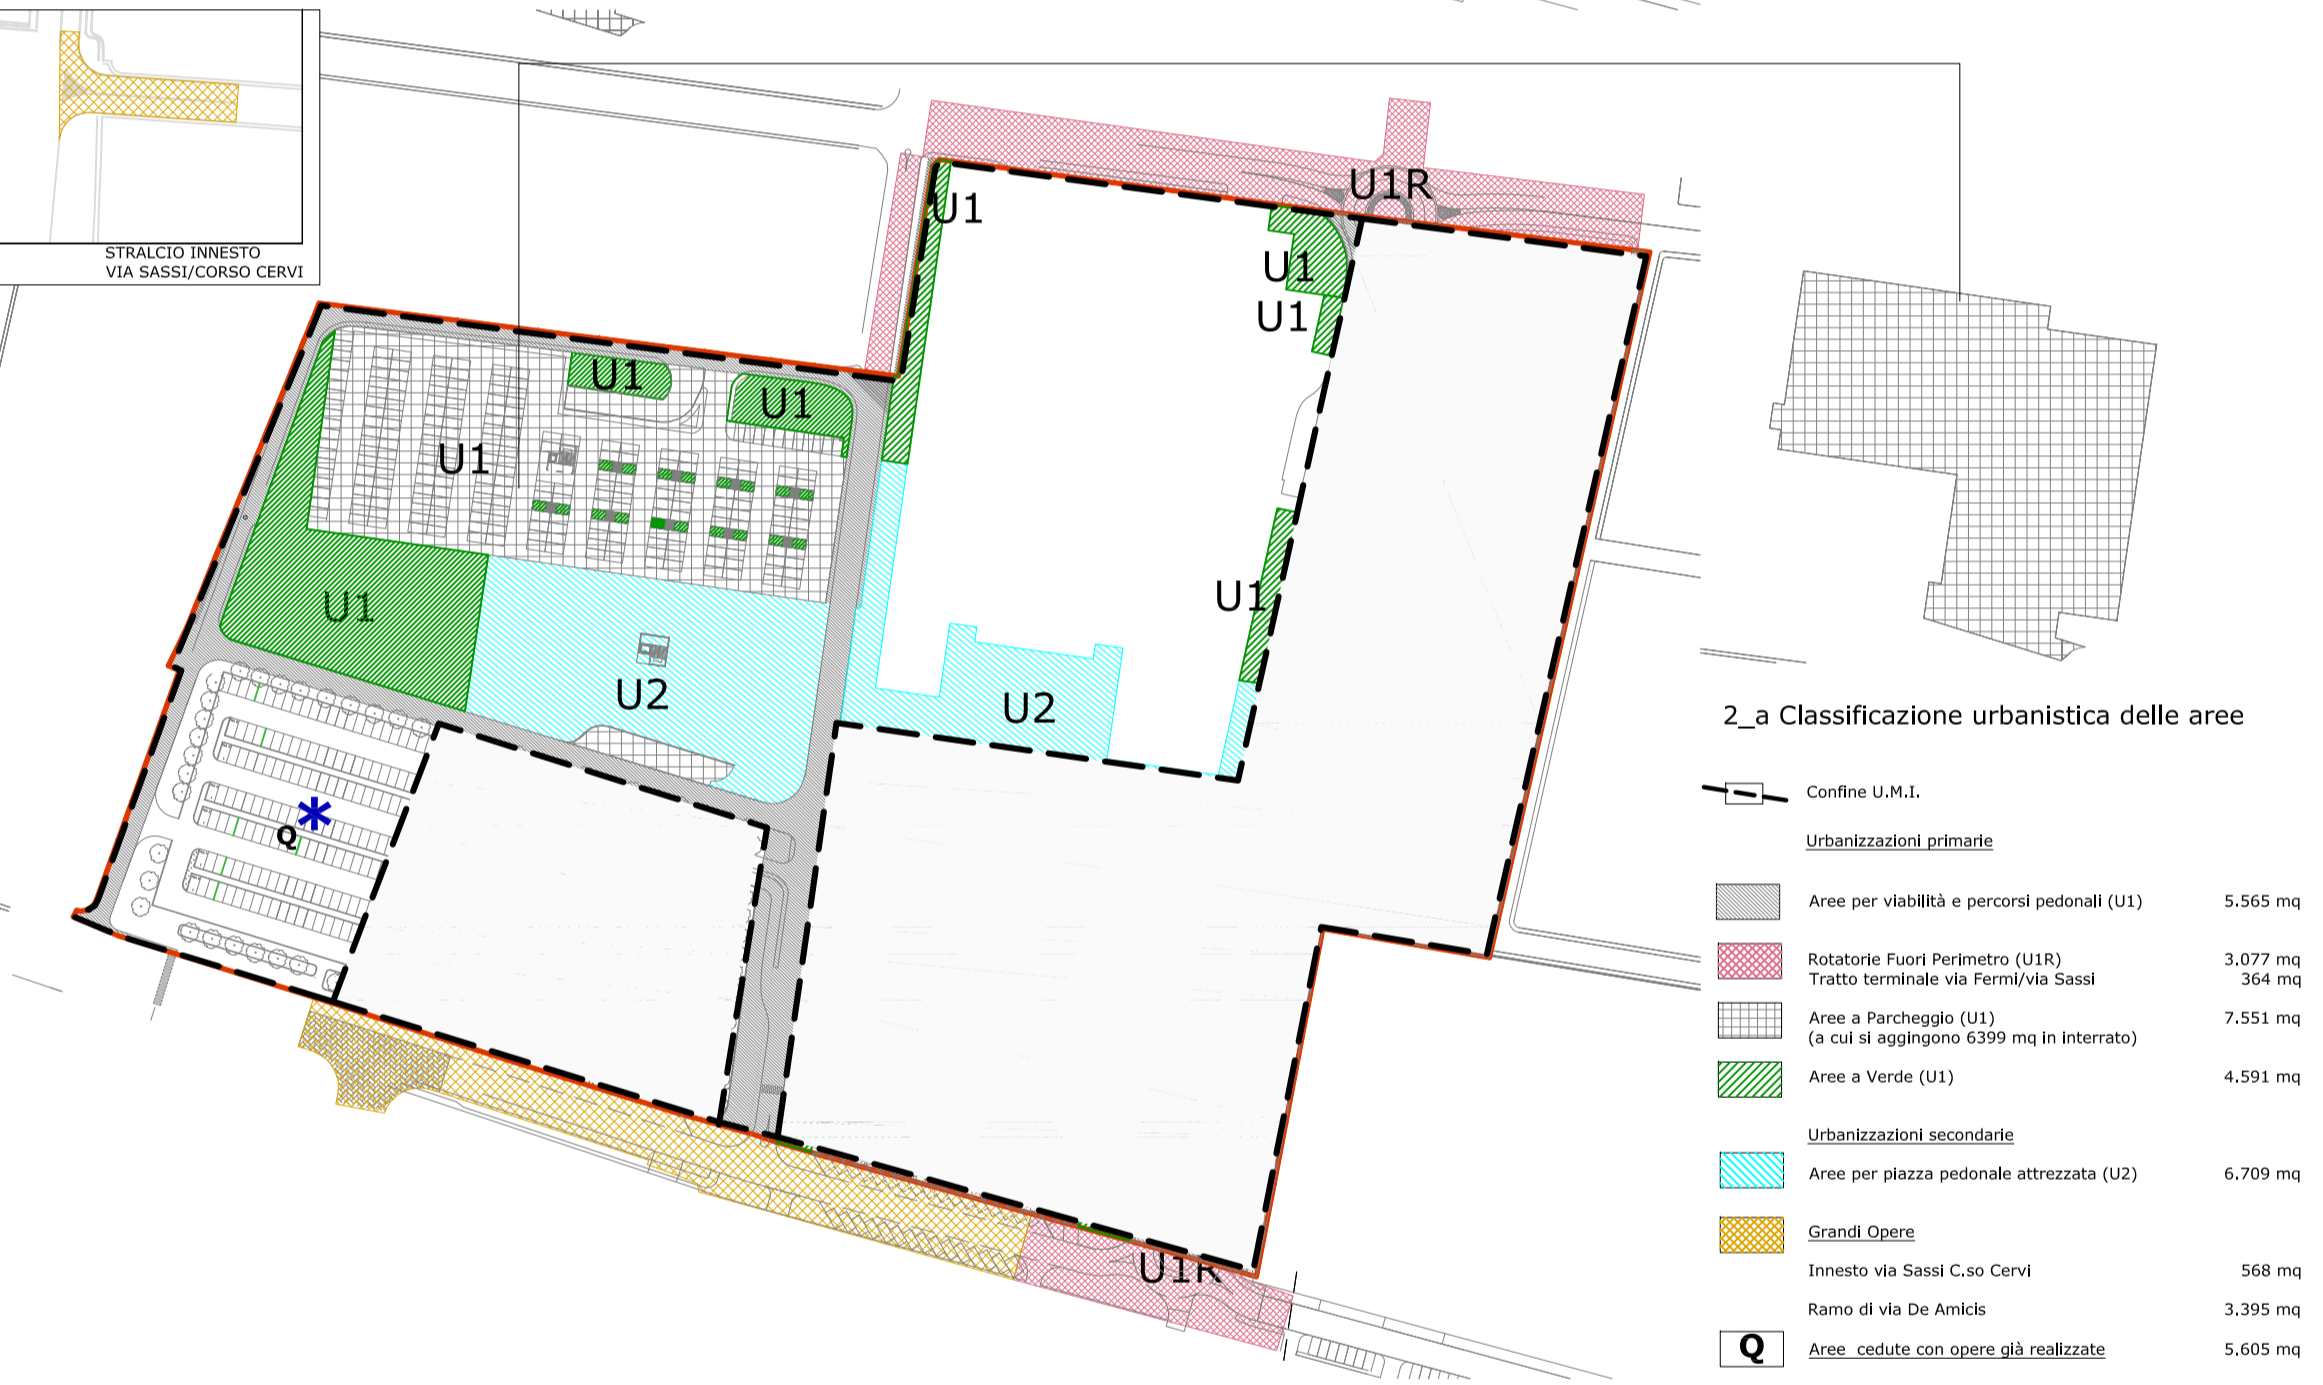 STRALCIO INNESTO
VIA SASSI/CORSO CERVI
U1R
U1
U1
U1
U1
U1
U1
U1
U1
U2
U2
Q
U1R
2_a Classificazione urbanistica delle aree
Confine U.M.I.
Urbanizzazioni primarie
Aree per viabilità e percorsi pedonali (U1) 5.565 mq
Rotatorie Fuori Perimetro (U1R) 3.077 mq
Tratto terminale via Fermi/via Sassi 364 mq
Aree a Parcheggio (U1) 7.551 mq
(a cui si aggingono 6399 mq in interrato)
Aree a Verde (U1) 4.591 mq
Urbanizzazioni secondarie
Aree per piazza pedonale attrezzata (U2) 6.709 mq
Grandi Opere
Innesto via Sassi C.so Cervi 568 mq
Ramo di via De Amicis 3.395 mq
Q Aree cedute con opere già realizzate 5.605 mq